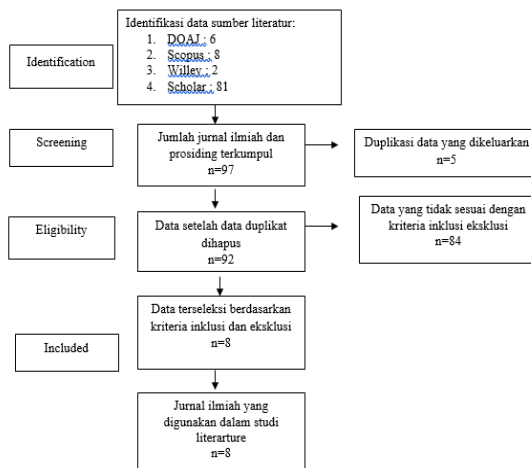 Identifikasi data sumber literatur:
1. DOAJ : 6
2. Scopus : 8
3. Willey : 2
4. Scholar : 81
Identification
Screening
Jumlah jurnal ilmiah dan
prosiding terkumpul
n=97
Duplikasi data yang dikeluarkan
n=5
Eligibility
Data setelah data duplikat
dihapus
n=92
Data yang tidak sesuai dengan
kriteria inklusi eksklusi
n=84
Data terseleksi berdasarkan
kriteria inklusi dan eksklusi
n=8
Included
Jurnal ilmiah yang
digunakan dalam studi
literarture
n=8